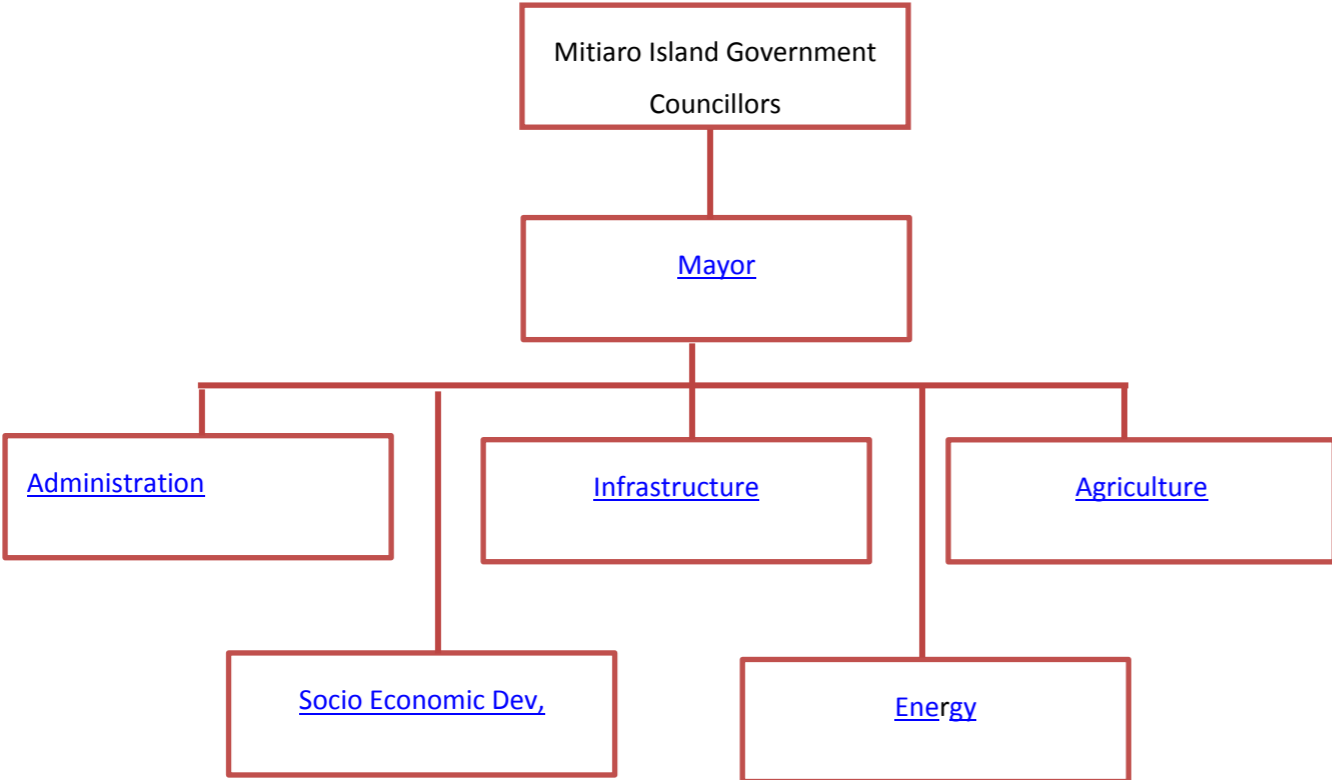 Mitiaro Island Government
Councillors
Mayor
Administration
Infrastructure
Agriculture
Socio Economic Dev,
Energy